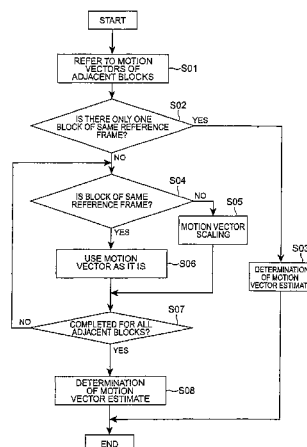 START
REFER TO MOTION
VECTORS OF
ADJACENT BLOCKS
S01
S02
IS THERE ONLY ONE
BLOCK OF SAME REFERENCE
FRAME?
YES
NO
S04
IS BLOCK OF SAME
REFERENCE FRAME?
NO
S05
MOTION VECTOR
SCALING
YES
USE MOTION
VECTOR AS IT IS
S06
S03
DETERMINATION
OF MOTION
VECTOR ESTIMATE
S07
COMPLETED FOR ALL
ADJACENT BLOCKS?
NO
YES
DETERMINATION
OF MOTION
VECTOR ESTIMATE
S08
END